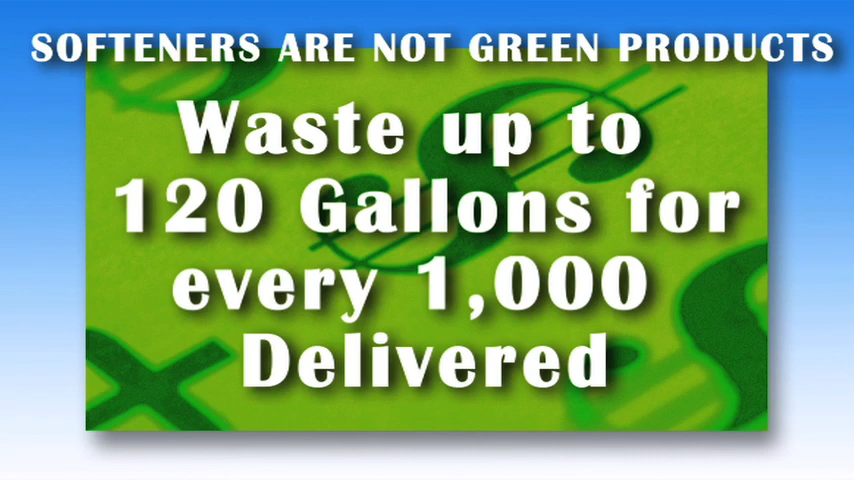 SOFTENERS ARE NOT GREEN PRODUCTS
Waste up to
120 Gallons for
every 1,000
Delivered